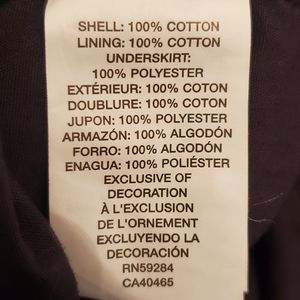 SHELL: 100% COTTON
LINING: 100% COTTON
UNDERSKIRT:
100% POLYESTER
EXTÉRIEUR: 100% COTON
DOUBLURE: 100% COTON
JUPON: 100% POLYESTER
ARMAZÓN: 100% ALGODÓN
FORRO: 100% ALGODÓN
ENAGUA: 100% POLIÉSTER
EXCLUSIVE OF
DECORATION
À L'EXCLUSION
DE L'ORNEMENT
EXCLUYENDO LA
DECORACIÓN
RN59284
CA40465